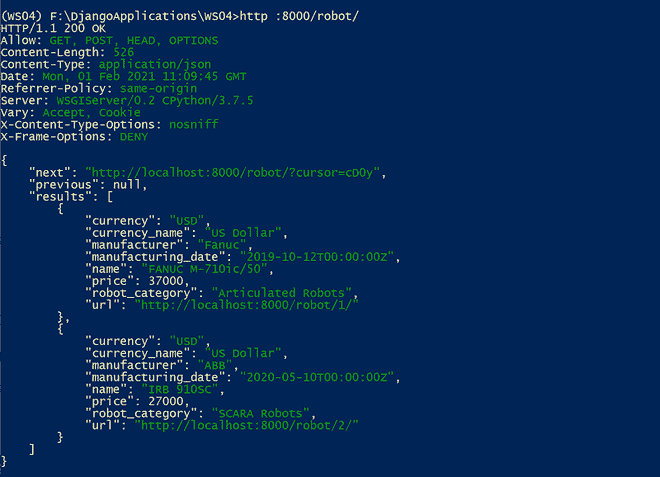 (WS04) F:\DjangoApplications\WS04>http :8000/robot/
HTTP/1.1 200 OK
Allow: GET, POST, HEAD, OPTIONS
Content-Length: 526
Content-Type: application/json
Date: Mon, 01 Feb 2021 11:09:45 GMT
Referrer-Policy: same-origin
Server: WSGIServer/0.2 CPython/3.7.5
Vary: Accept, Cookie
X-Content-Type-Options: nosniff
X-Frame-Options: DENY

{
    "next": "http://localhost:8000/robot/?cursor=cD0y",
    "previous": null,
    "results": [
        {
            "currency": "USD",
            "currency_name": "US Dollar",
            "manufacturer": "Fanuc",
            "manufacturing_date": "2019-10-12T00:00:00Z",
            "name": "FANUC M-710ic/50",
            "price": 37000,
            "robot_category": "Articulated Robots",
            "url": "http://localhost:8000/robot/1/"
        },
        {
            "currency": "USD",
            "currency_name": "US Dollar",
            "manufacturer": "ABB",
            "manufacturing_date": "2020-05-10T00:00:00Z",
            "name": "IRB 910SC",
            "price": 27000,
            "robot_category": "SCARA Robots",
            "url": "http://localhost:8000/robot/2/"
        }
    ]
}